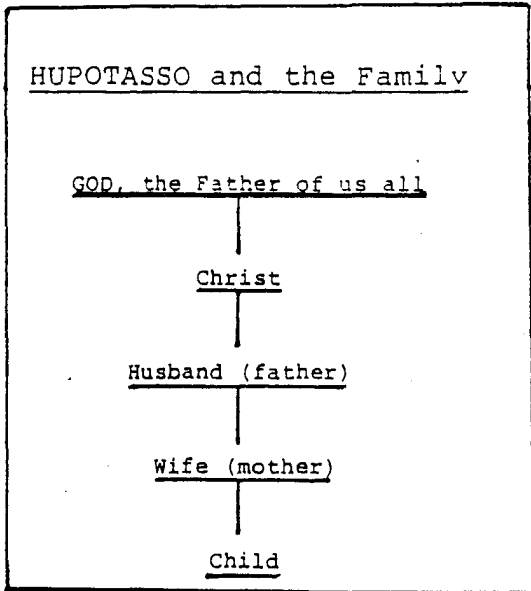 HUPOTASSO and the Family
GOD, the Father of us all
Christ
Husband (father)
Wife (mother)
Child